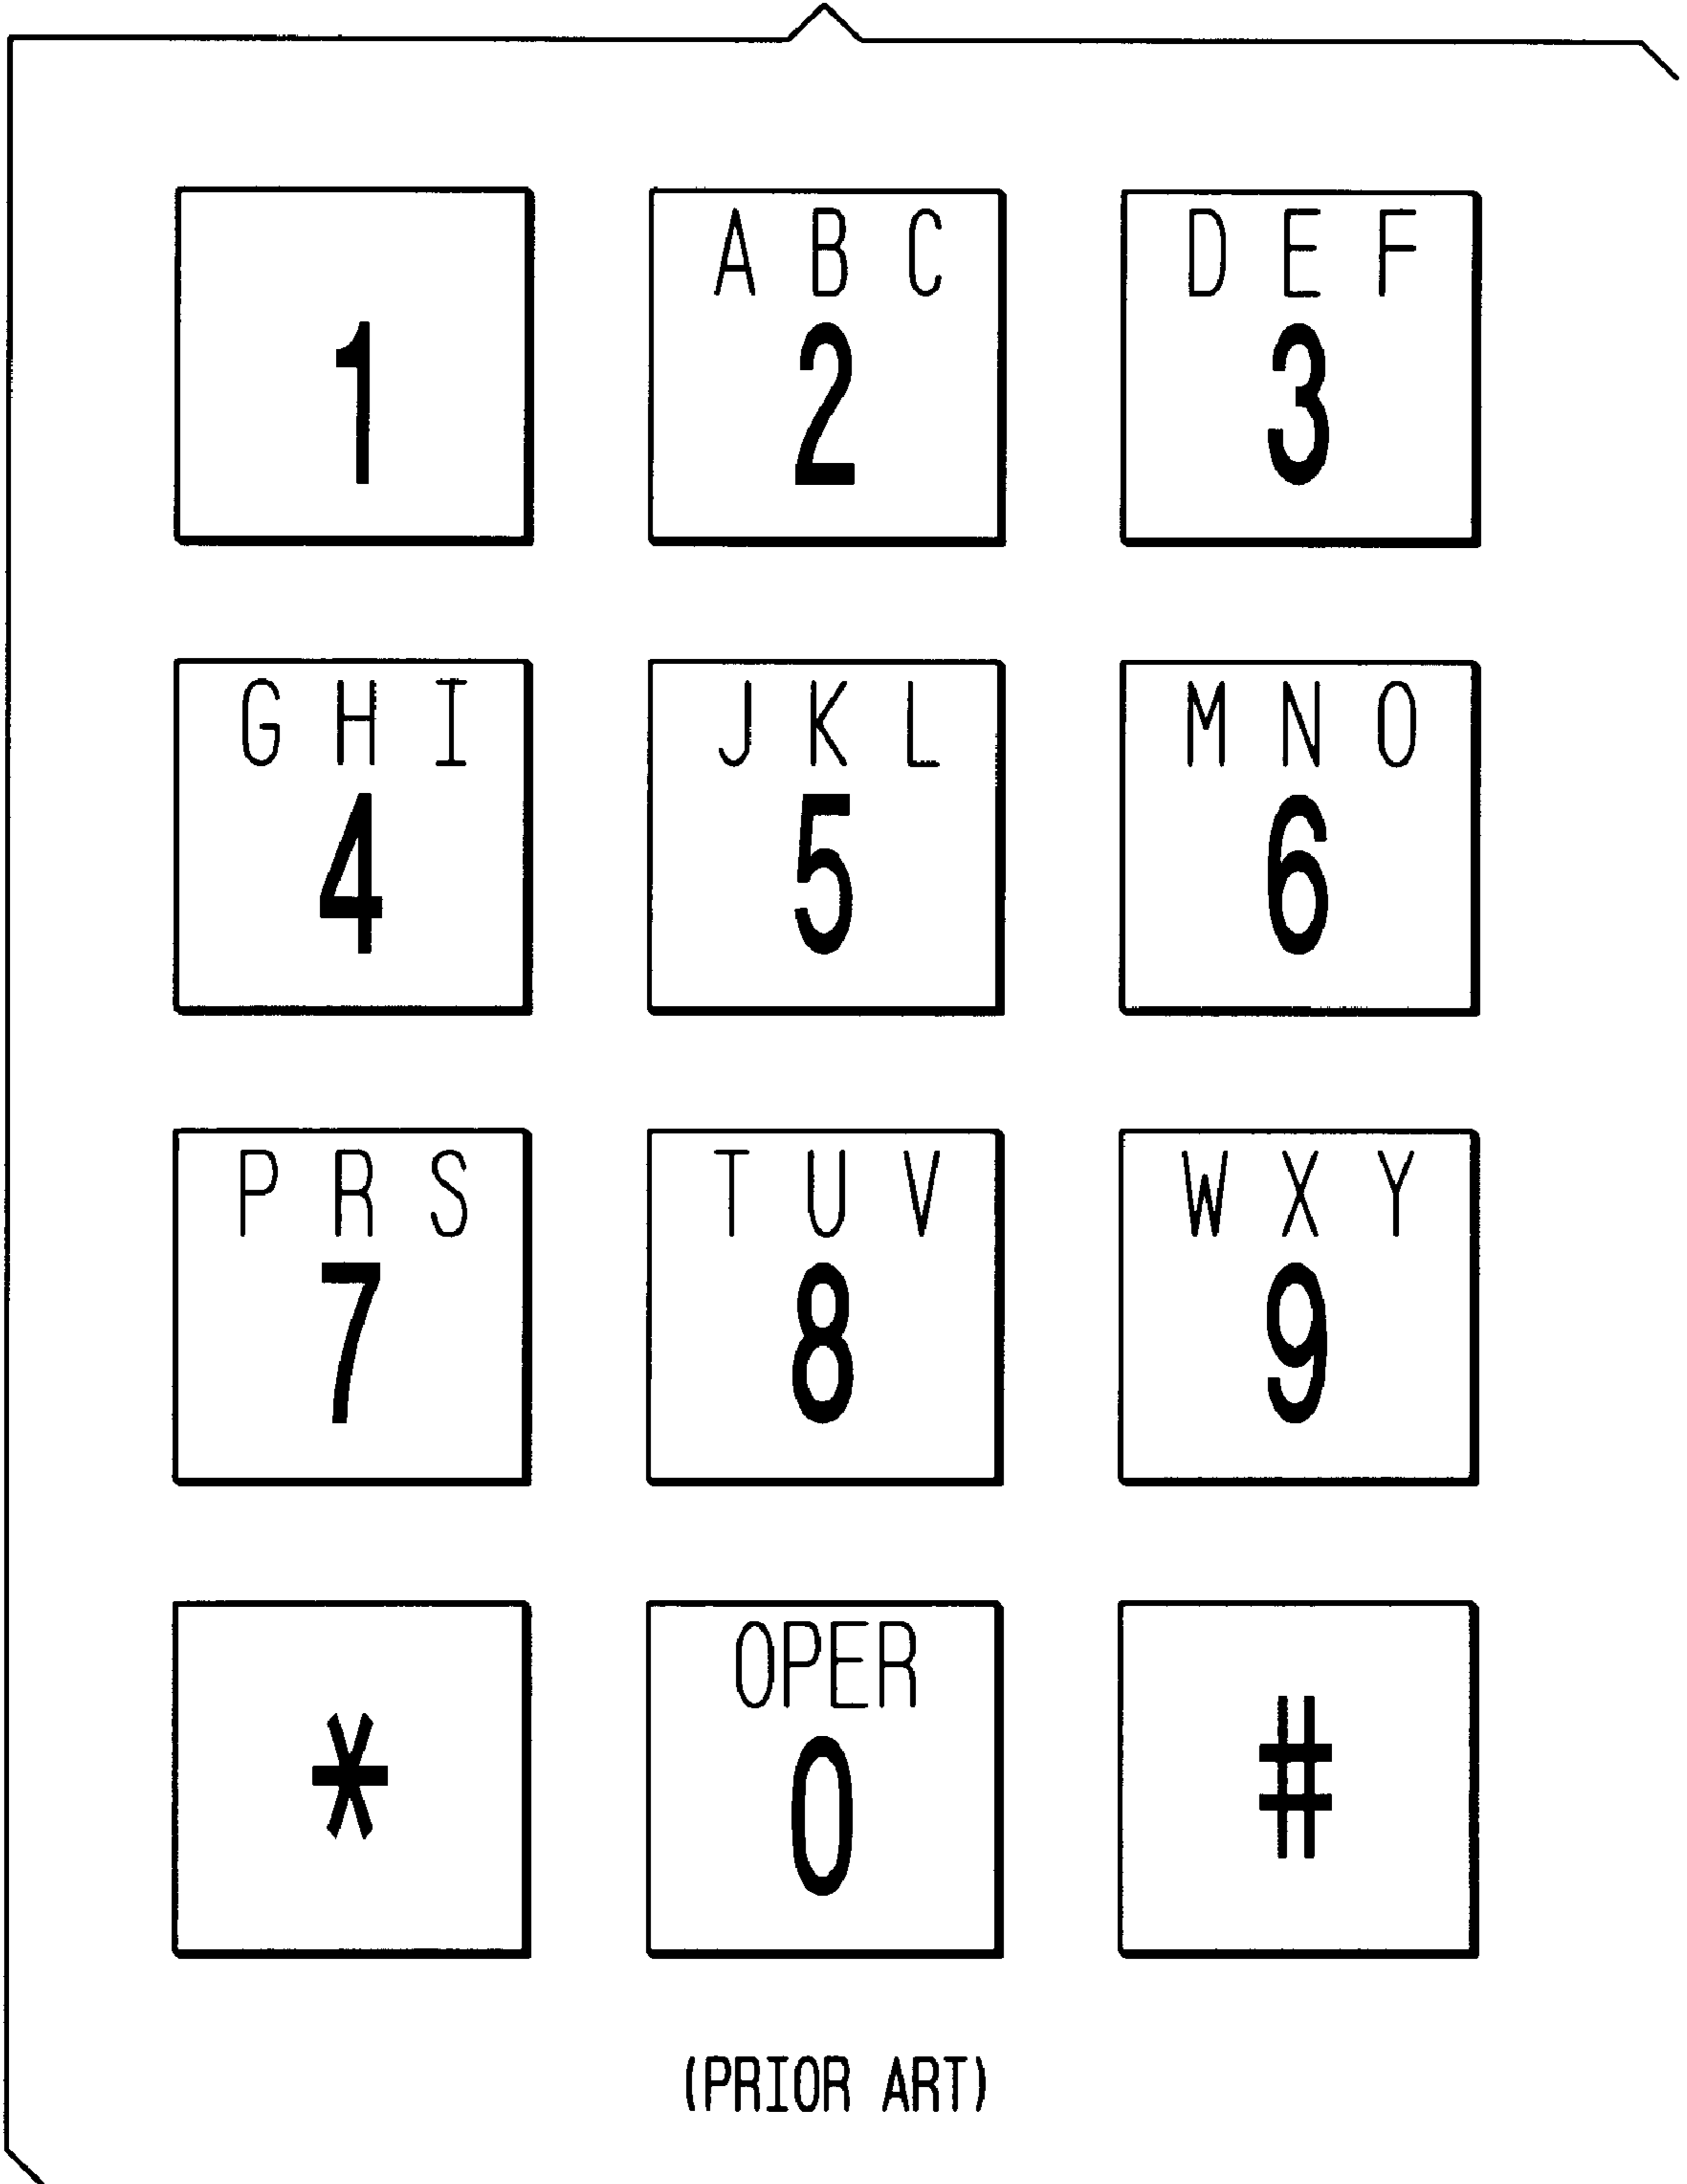 1
A B C
2
D E F
3
G H I
4
J K L
5
M N O
6
P R S
7
T U V
8
W X Y
9
*
OPER
0
#
(PRIOR ART)